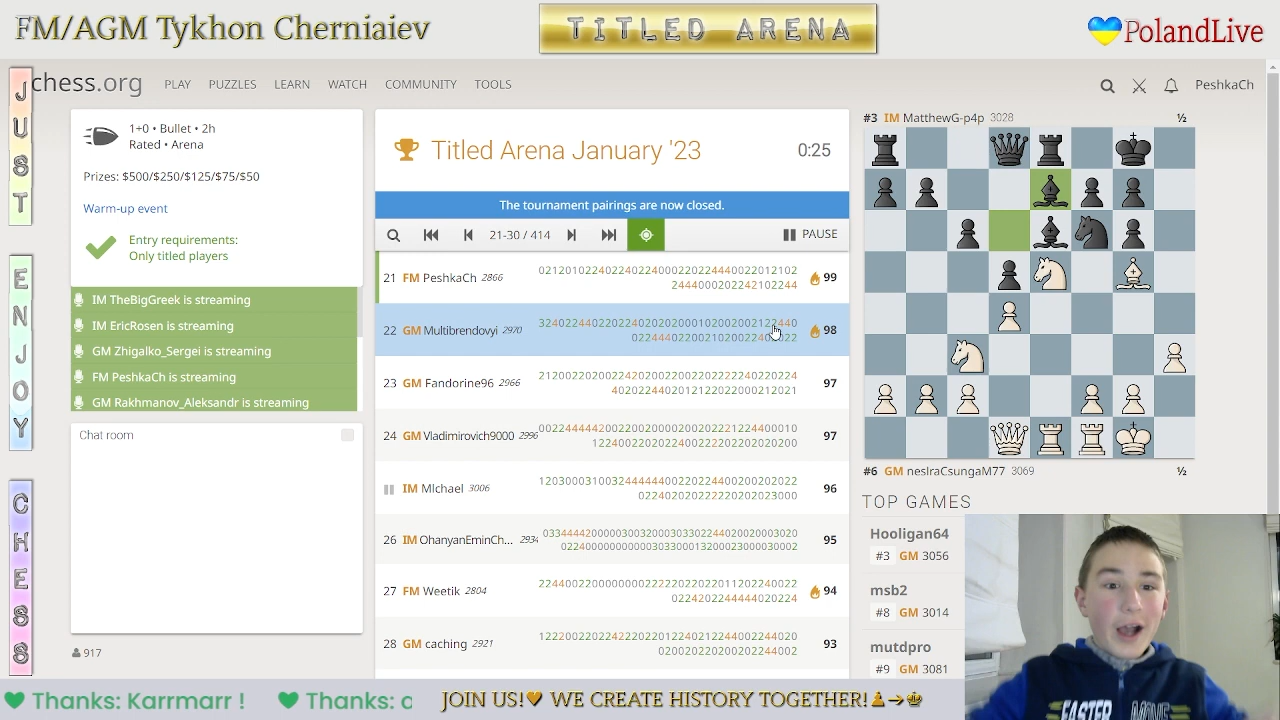 FM/AGM Tykhon Cherniaiev
TITLED ARENA
PolandLive
JUST
ENJOY
CHESS
chess.org
PLAY
PUZZLES
LEARN
WATCH
COMMUNITY
TOOLS
PeshkaCh
1+0 • Bullet • 2h
Rated • Arena
Prizes: $500/$250/$125/$75/$50
Warm-up event
Entry requirements:
Only titled players
IM TheBigGreek is streaming
IM EricRosen is streaming
GM Zhigalko_Sergei is streaming
FM PeshkaCh is streaming
GM Rakhmanov_Aleksandr is streaming
Chat room
917
Titled Arena January '23
0:25
The tournament pairings are now closed.
21-30 / 414
PAUSE
21 FM PeshkaCh 2866
99
22 GM Multibrendovyi 2970
98
23 GM Fandorine96 2966
97
24 GM Vladimirovich9000 2996
97
IM MIchael 3006
96
26 IM OhanyanEminCh...
95
27 FM Weetik 2804
94
28 GM caching 2921
93
#3 IM MatthewG-p4p 3028 ½
#6 GM nesIraCsungaM77 3069 ½
TOP GAMES
Hooligan64
#3 GM 3056
msb2
#8 GM 3014
mutdpro
#9 GM 3081
FASTER MOVE
Thanks: Karrmarr !
Thanks:
JOIN US! WE CREATE HISTORY TOGETHER!